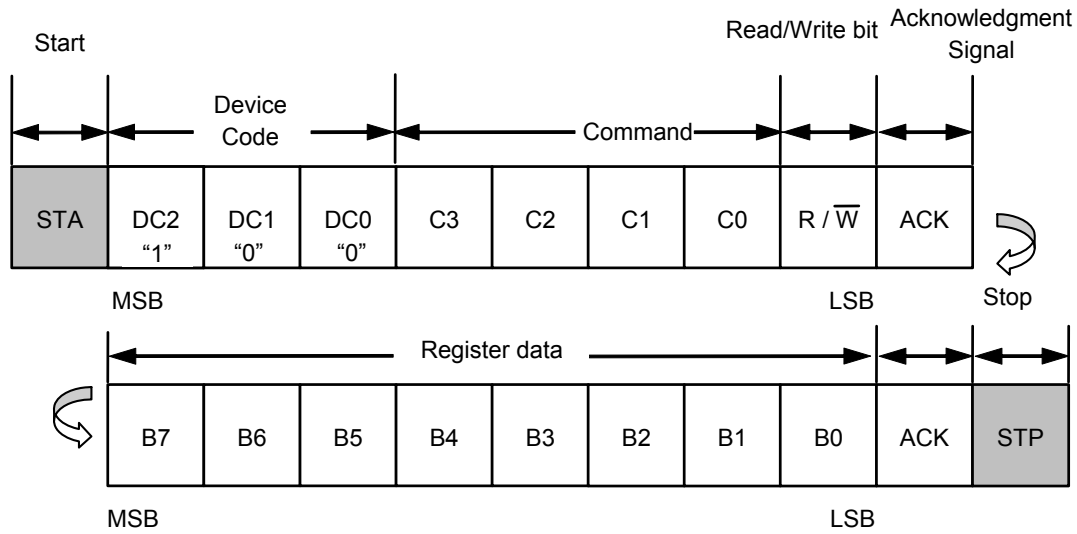 Start
Read/Write bit
Acknowledgment
Signal
Device
Code
Command
STA
DC2
“1”
DC1
“0”
DC0
“0”
C3
C2
C1
C0
R / W̅
ACK
MSB
LSB
Stop
Register data
B7
B6
B5
B4
B3
B2
B1
B0
ACK
STP
MSB
LSB